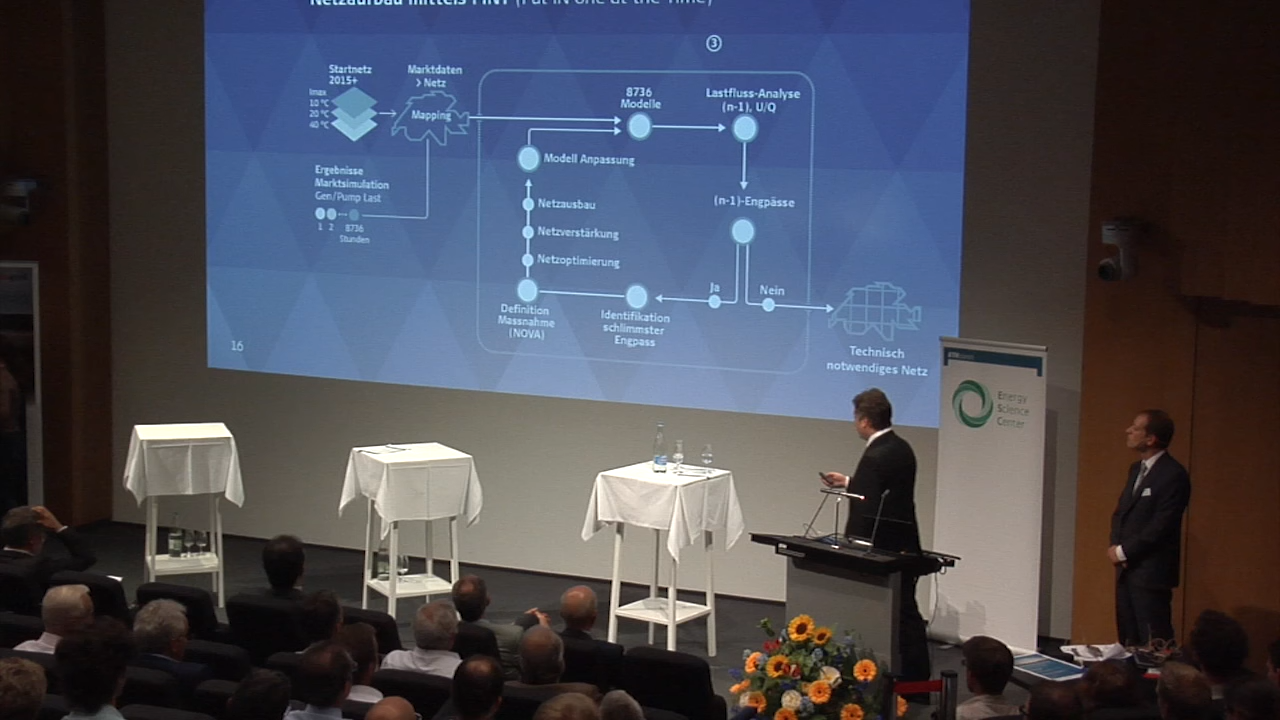 Netzaufbau mittels PINT (Put IN one at the Time)
3
Startnetz
2015+
Imax
10 °C
20 °C
40 °C
Marktdaten
> Netz
Mapping
8736
Modelle
Lastfluss-Analyse
(n-1), U/Q
Modell Anpassung
Ergebnisse
Marktsimulation
Gen/Pump Last
1 2 8736
Stunden
Netzausbau
Netzverstärkung
Netzoptimierung
(n-1)-Engpässe
Ja
Nein
Definition
Massnahme
(NOVA)
Identifikation
schlimmster
Engpass
Technisch
notwendiges Netz
16
Energy
Science
Center